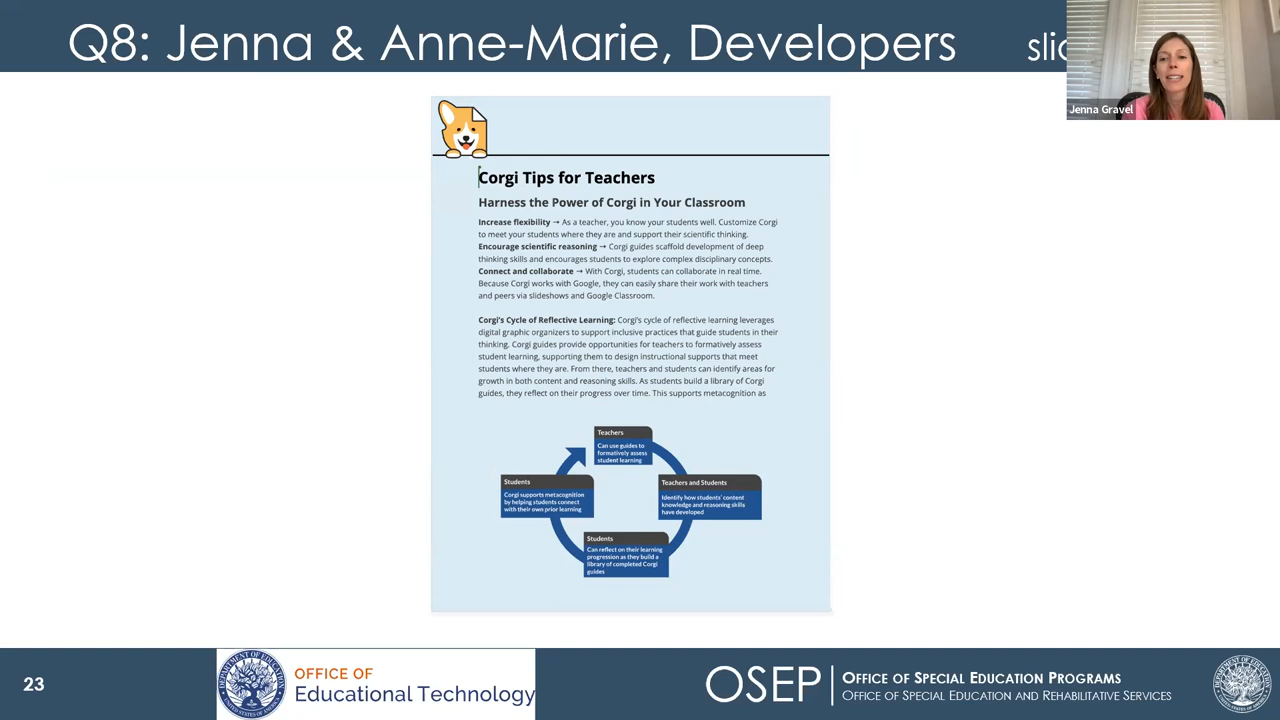 Q8: Jenna & Anne-Marie, Developers
Jenna Gravel
Corgi Tips for Teachers
Harness the Power of Corgi in Your Classroom
Increase flexibility → As a teacher, you know your students well. Customize Corgi
to meet your students where they are and support their scientific thinking.
Encourage scientific reasoning → Corgi guides scaffold development of deep
thinking skills and encourages students to explore complex disciplinary concepts.
Connect and collaborate → With Corgi, students can collaborate in real time.
Because Corgi works with Google, they can easily share their work with teachers
and peers via slideshows and Google Classroom.
Corgi's Cycle of Reflective Learning: Corgi's cycle of reflective learning leverages
digital graphic organizers to support inclusive practices that guide students in their
thinking. Corgi guides provide opportunities for teachers to formatively assess
student learning, supporting them to design instructional supports that meet
students where they are. From there, teachers and students can identify areas for
growth in both content and reasoning skills. As students build a library of Corgi
guides, they reflect on their progress over time. This supports metacognition as
Teachers
Can use guides to
formatively assess
student learning
Teachers and Students
Identify how students' content
knowledge and reasoning skills
have developed
Students
Can reflect on their learning
progression as they build a
library of completed Corgi
guides
Students
Corgi supports metacognition
by helping students connect
with their own prior learning
23
OFFICE OF
Educational Technology
OSEP
OFFICE OF SPECIAL EDUCATION PROGRAMS
OFFICE OF SPECIAL EDUCATION AND REHABILITATIVE SERVICES